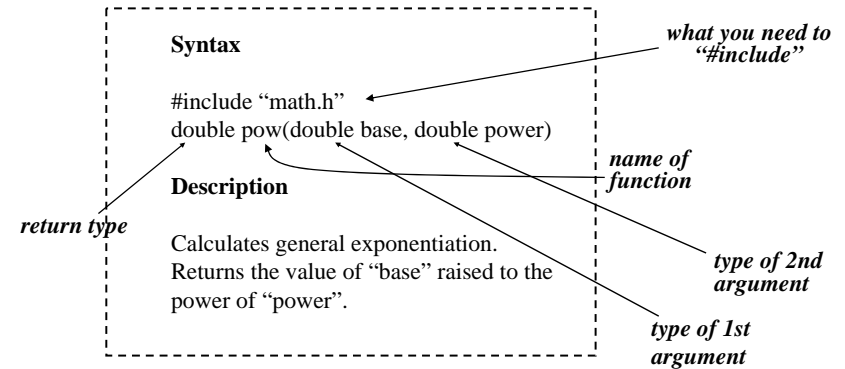 Syntax
what you need to
“#include”
#include “math.h”
double pow(double base, double power)
name of
function
Description
return type
Calculates general exponentiation.
Returns the value of “base” raised to the
power of “power”.
type of 2nd
argument
type of 1st
argument